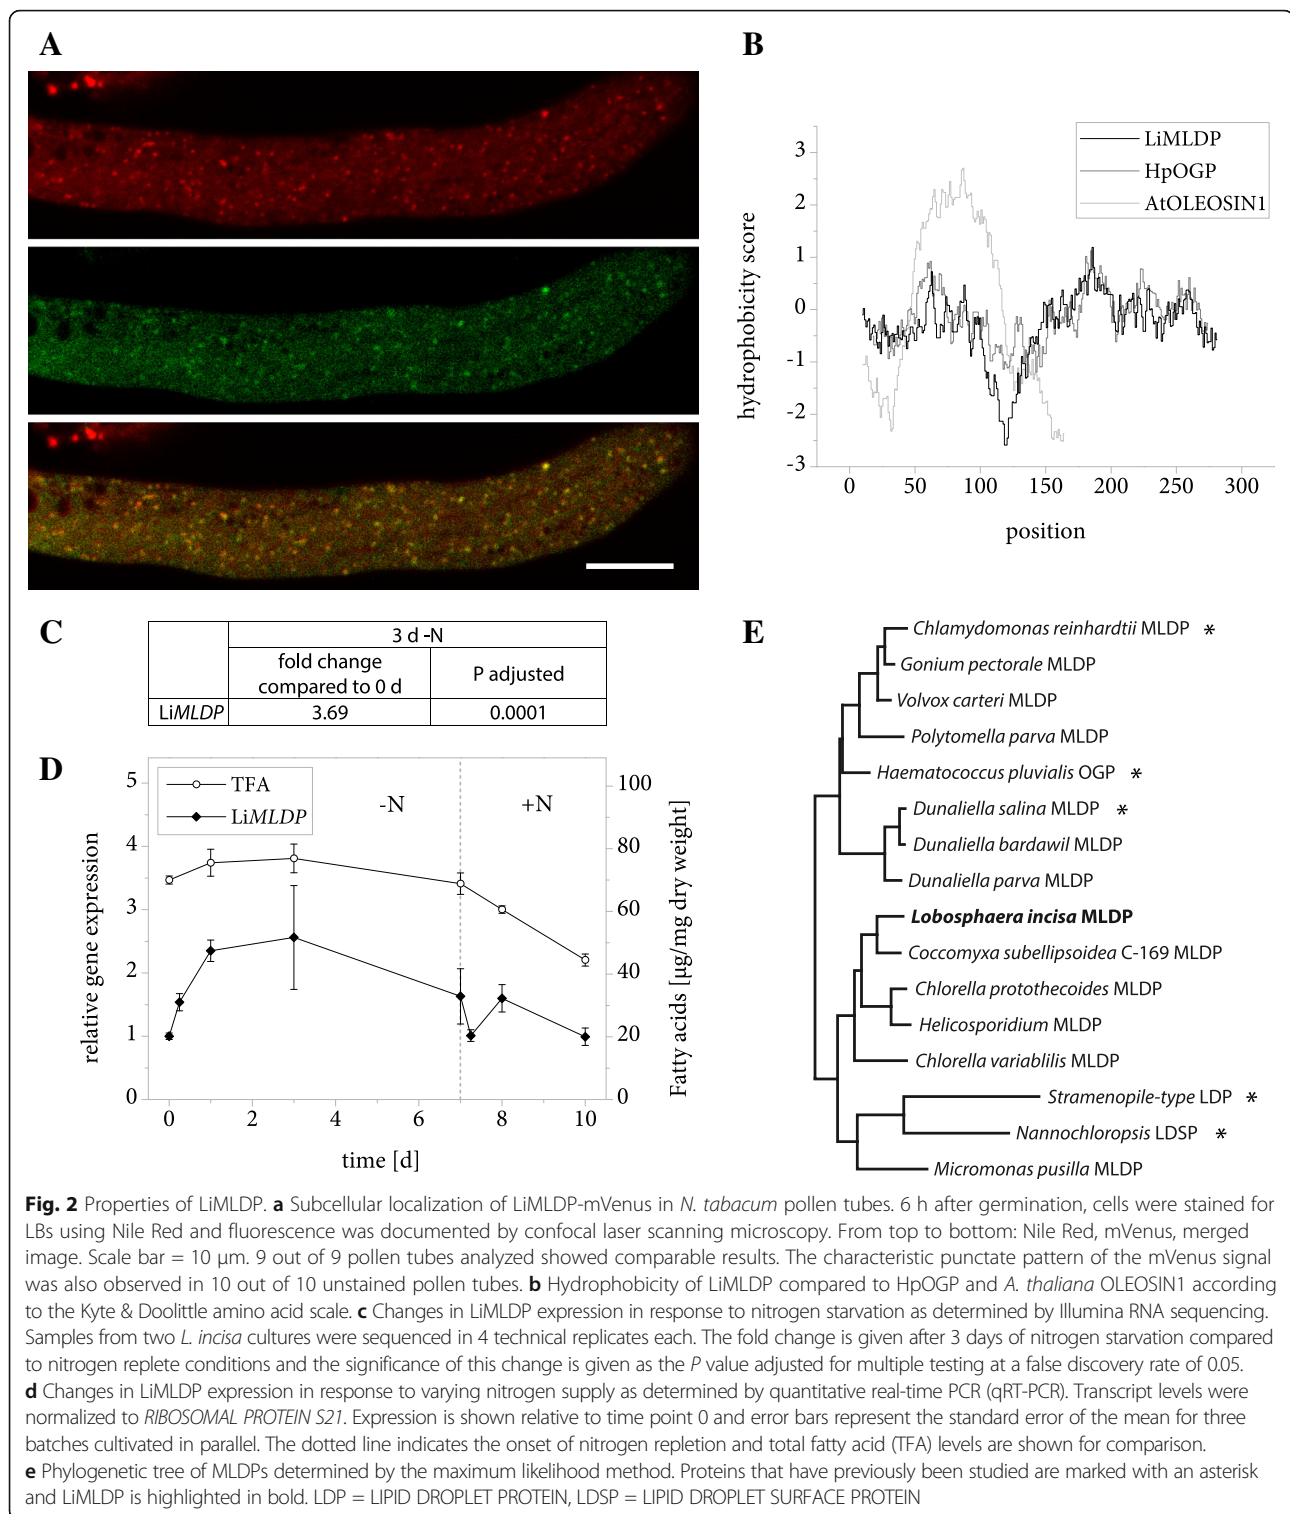 A
B
3
2
1
0
-1
-2
-3
hydrophobicity score
LiMLDP
HpOGP
AtOLEOSIN1
0 50 100 150 200 250 300
position
C
3 d -N
fold change
compared to 0 d
P adjusted
LiMLDP 3.69 0.0001
D
TFA
LiMLDP
-N
+N
5
4
3
2
1
0
relative gene expression
100
80
60
40
20
0
Fatty acids [µg/mg dry weight]
0 2 4 6 8 10
time [d]
E
Chlamydomonas reinhardtii MLDP *
Gonium pectorale MLDP
Volvox carteri MLDP
Polytomella parva MLDP
Haematococcus pluvialis OGP *
Dunaliella salina MLDP *
Dunaliella bardawil MLDP
Dunaliella parva MLDP
Lobosphaera incisa MLDP
Coccomyxa subellipsoidea C-169 MLDP
Chlorella protothecoides MLDP
Helicosporidium MLDP
Chlorella variablilis MLDP
Stramenopile-type LDP *
Nannochloropsis LDSP *
Micromonas pusilla MLDP
Fig. 2 Properties of LiMLDP. a Subcellular localization of LiMLDP-mVenus in N. tabacum pollen tubes. 6 h after germination, cells were stained for
LBs using Nile Red and fluorescence was documented by confocal laser scanning microscopy. From top to bottom: Nile Red, mVenus, merged
image. Scale bar = 10 µm. 9 out of 9 pollen tubes analyzed showed comparable results. The characteristic punctate pattern of the mVenus signal
was also observed in 10 out of 10 unstained pollen tubes. b Hydrophobicity of LiMLDP compared to HpOGP and A. thaliana OLEOSIN1 according
to the Kyte & Doolittle amino acid scale. c Changes in LiMLDP expression in response to nitrogen starvation as determined by Illumina RNA sequencing.
Samples from two L. incisa cultures were sequenced in 4 technical replicates each. The fold change is given after 3 days of nitrogen starvation compared
to nitrogen replete conditions and the significance of this change is given as the P value adjusted for multiple testing at a false discovery rate of 0.05.
d Changes in LiMLDP expression in response to varying nitrogen supply as determined by quantitative real-time PCR (qRT-PCR). Transcript levels were
normalized to RIBOSOMAL PROTEIN S21. Expression is shown relative to time point 0 and error bars represent the standard error of the mean for three
batches cultivated in parallel. The dotted line indicates the onset of nitrogen repletion and total fatty acid (TFA) levels are shown for comparison.
e Phylogenetic tree of MLDPs determined by the maximum likelihood method. Proteins that have previously been studied are marked with an asterisk
and LiMLDP is highlighted in bold. LDP = LIPID DROPLET PROTEIN, LDSP = LIPID DROPLET SURFACE PROTEIN